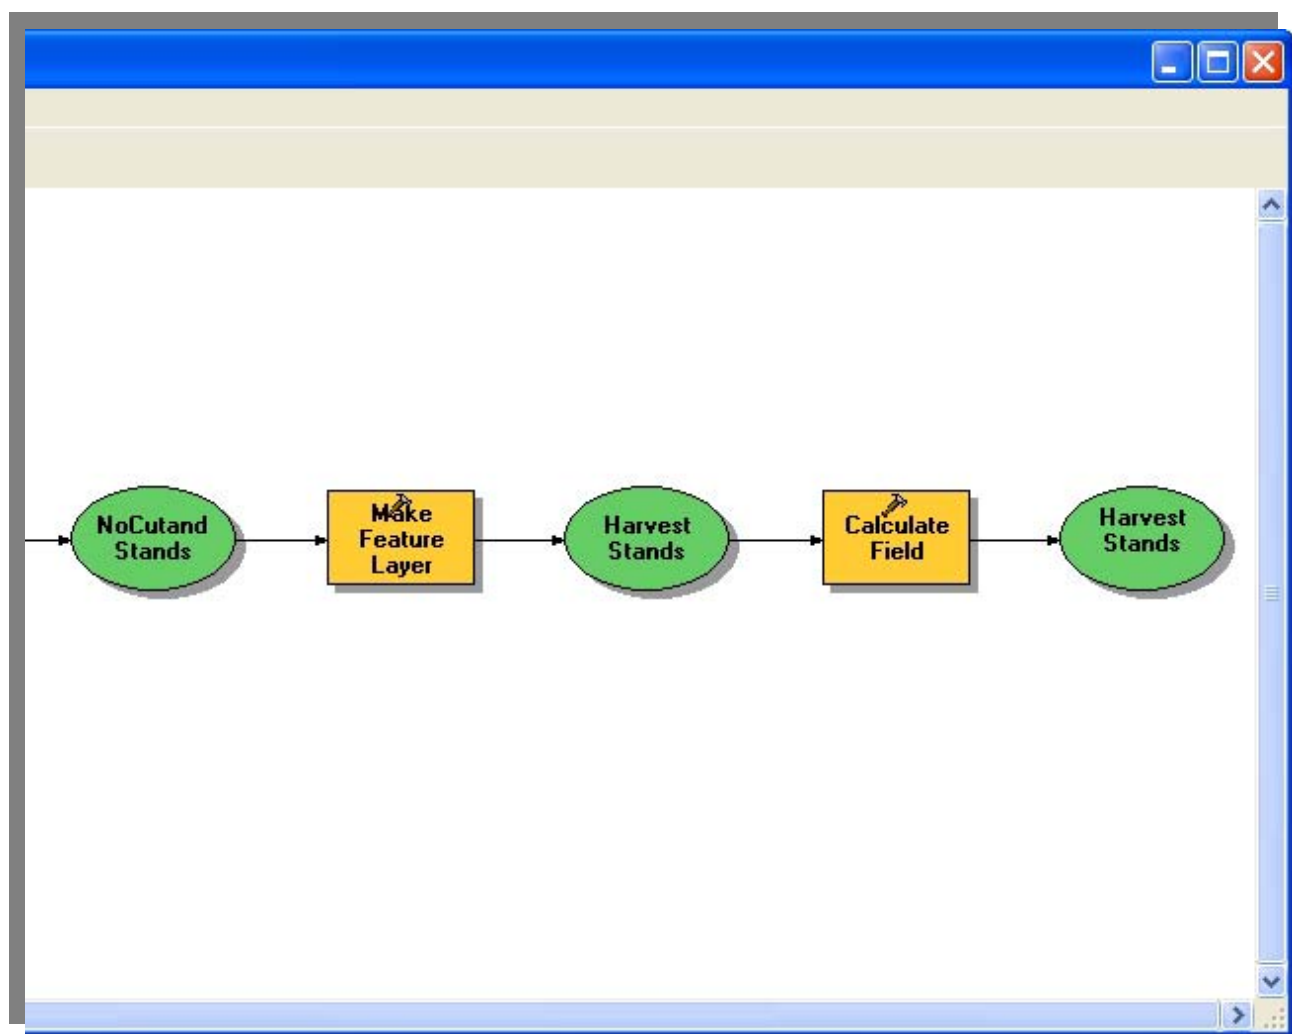 NoCutand
Stands
Make
Feature
Layer
Harvest
Stands
Calculate
Field
Harvest
Stands